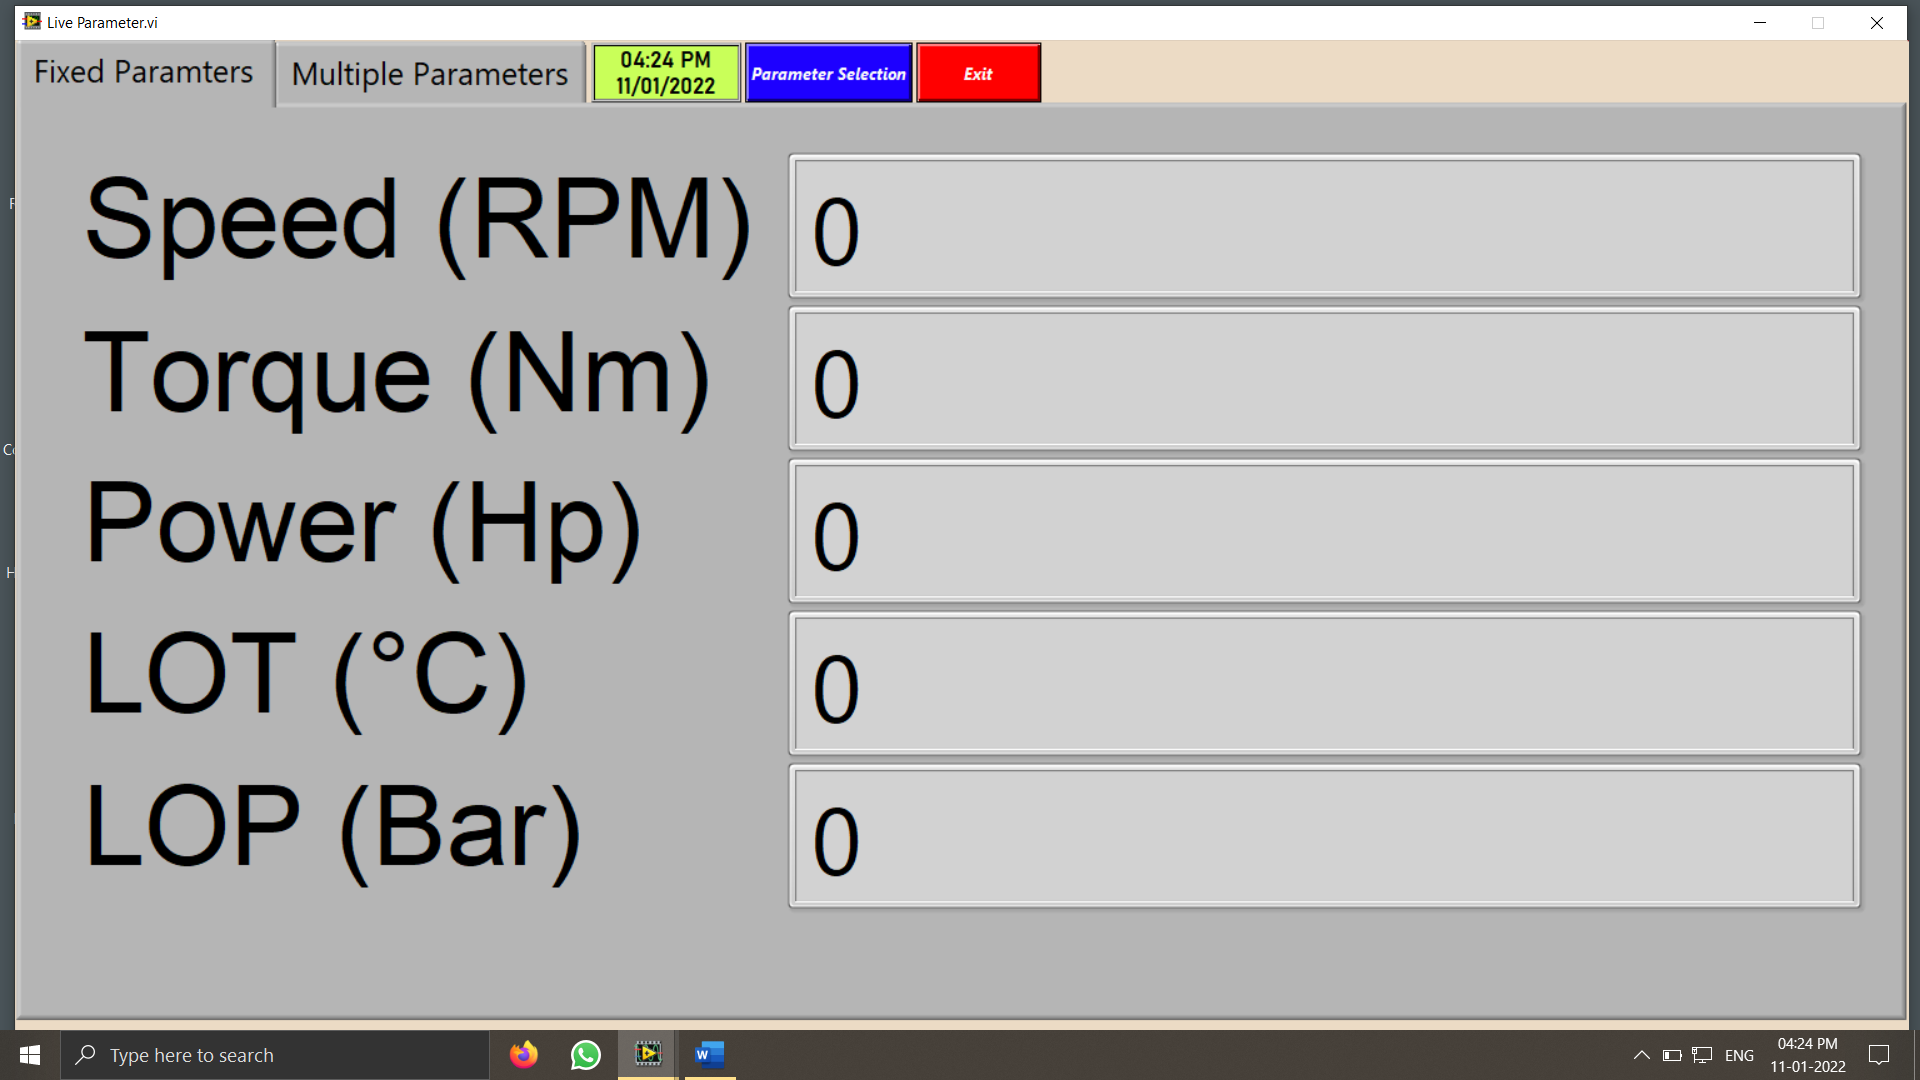 Live Parameter.vi
Fixed Paramters
Multiple Parameters
04:24 PM
11/01/2022
Parameter Selection
Exit
Speed (RPM)
0
Torque (Nm)
0
Power (Hp)
0
LOT (°C)
0
LOP (Bar)
0
Type here to search
W
ENG
04:24 PM
11-01-2022